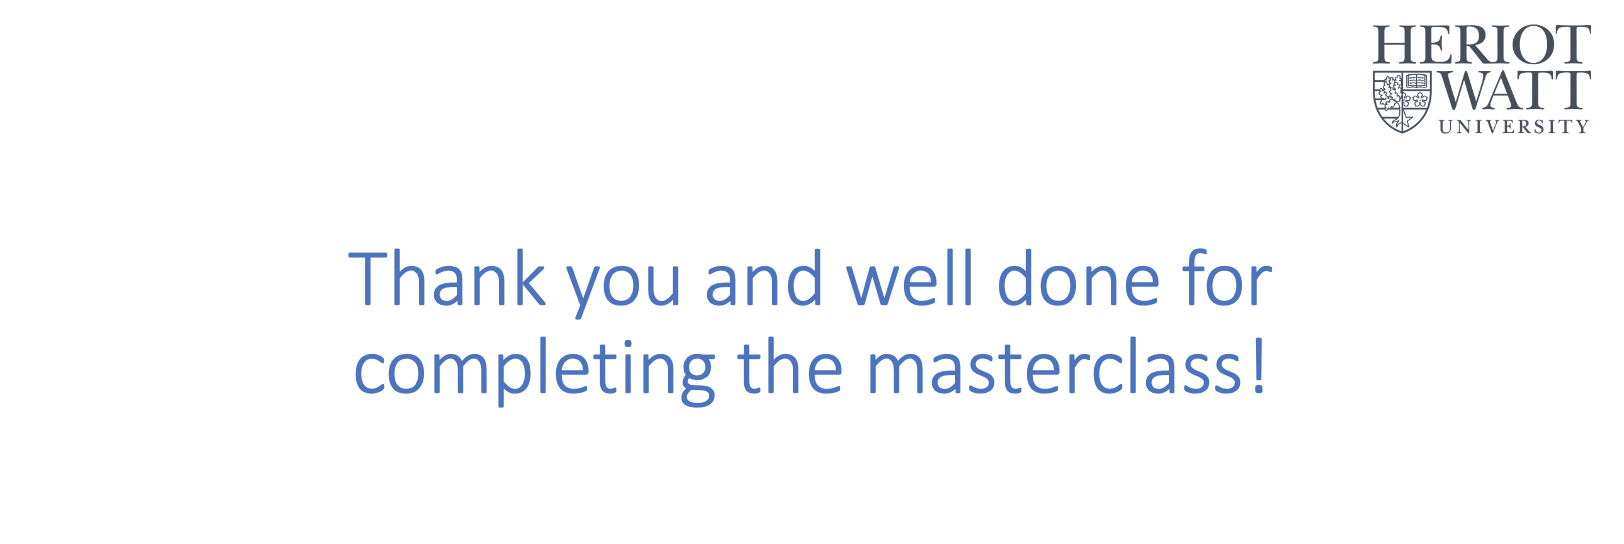 HERIOT
WATT
UNIVERSITY
Thank you and well done for
completing the masterclass!